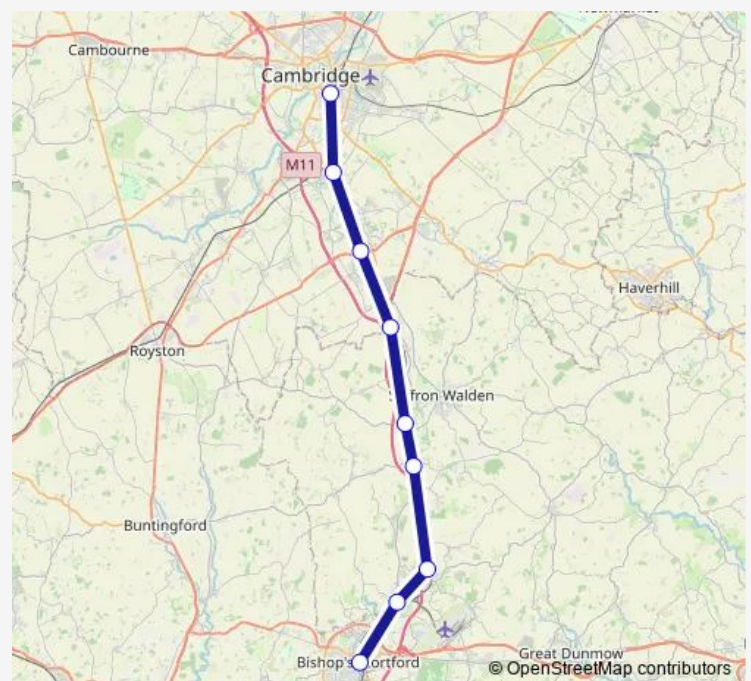 Cambourne
Cambridge
M11
Haverhill
Royston
fron Walden
Buntingford
Bishop's
ortford
Great Dunmow
© OpenStreetMap contributors